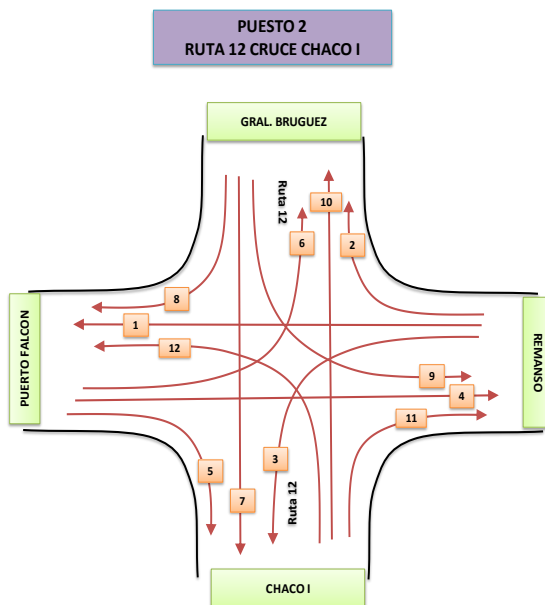 PUESTO 2
RUTA 12 CRUCE CHACO I
GRAL. BRUGUEZ
Ruta 12
10
6
2
8
1
12
PUERTO FALCON
REMANSO
9
4
11
3
5
7
Ruta 12
CHACO I